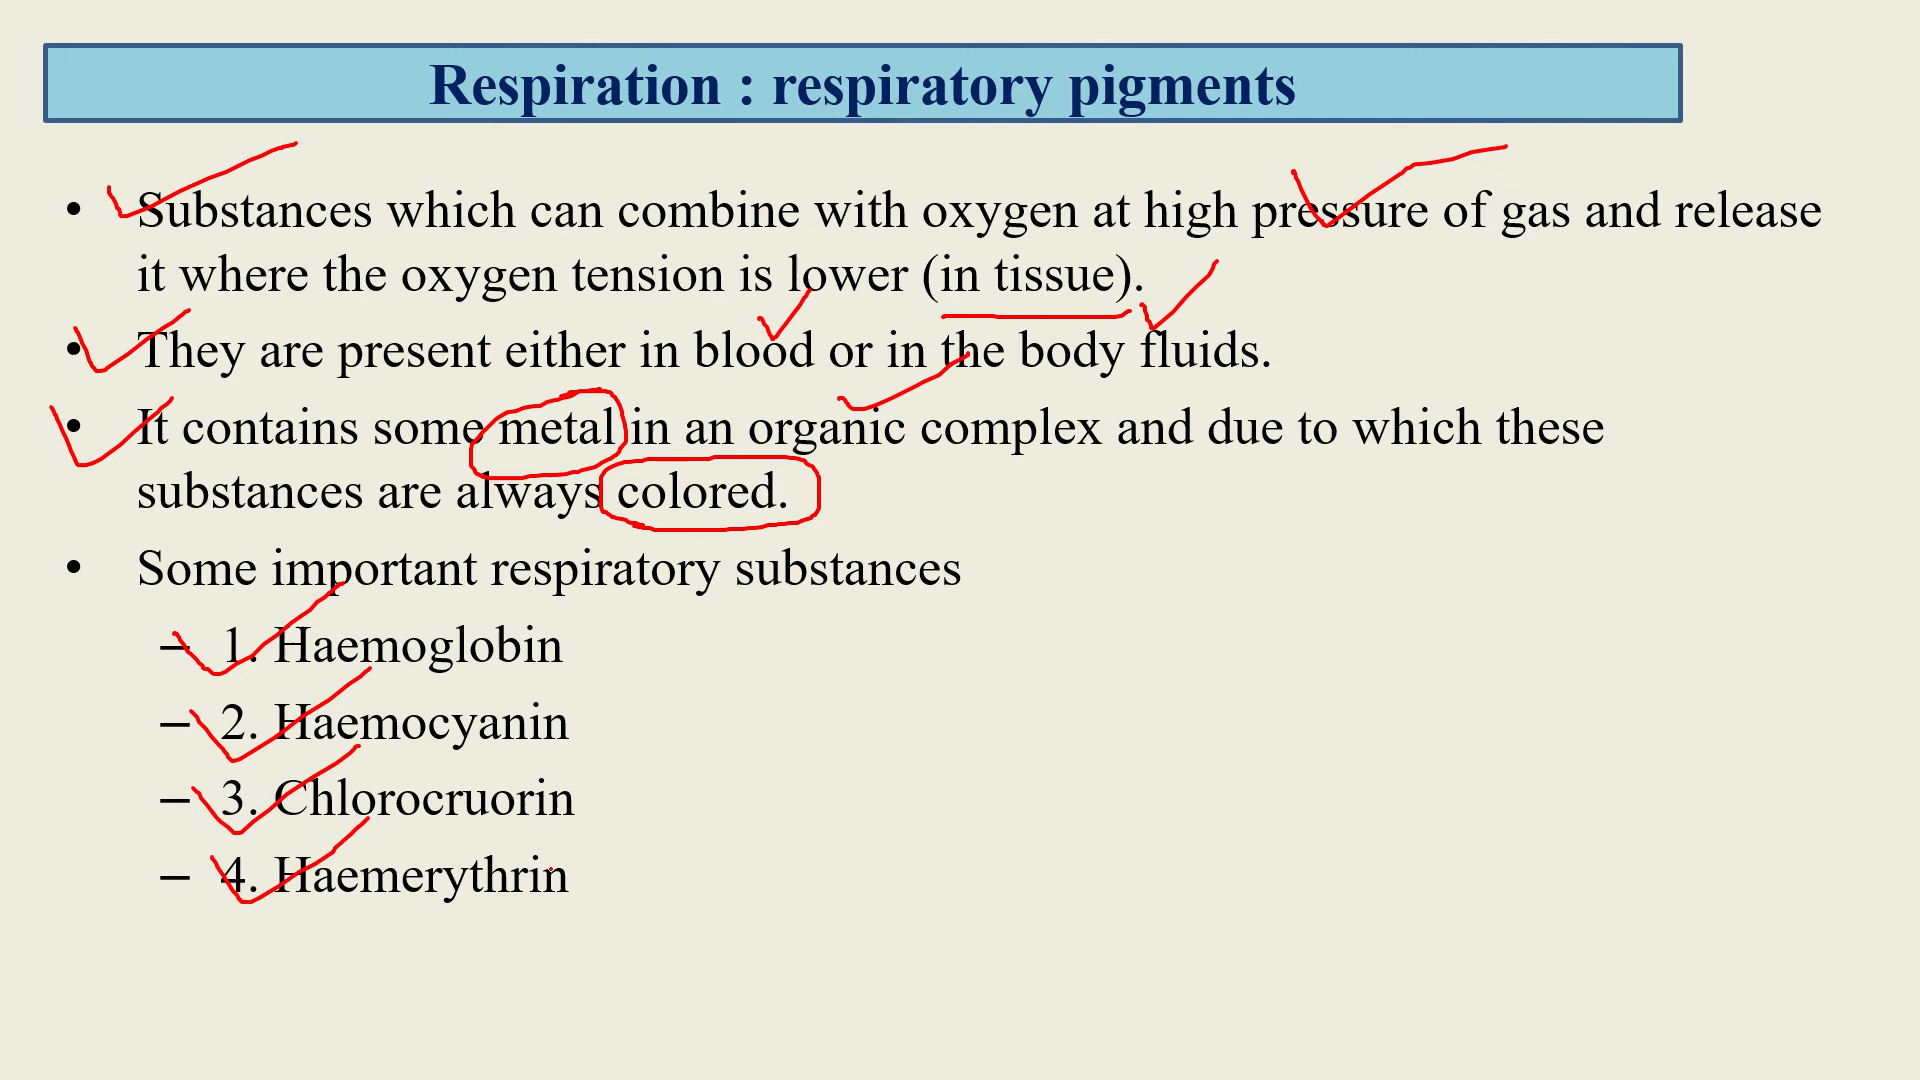 Respiration : respiratory pigments
• Substances which can combine with oxygen at high pressure of gas and release
it where the oxygen tension is lower (in tissue).
• They are present either in blood or in the body fluids.
• It contains some metal in an organic complex and due to which these
substances are always colored.
• Some important respiratory substances
– 1. Haemoglobin
– 2. Haemocyanin
– 3. Chlorocruorin
– 4. Haemerythrin